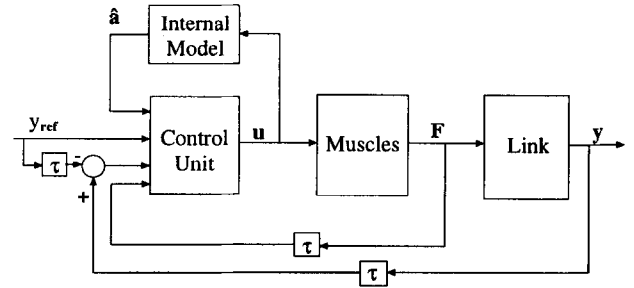 â
Internal
Model
y_ref
Control
Unit
u
Muscles
F
Link
y
τ
-
+
τ
τ